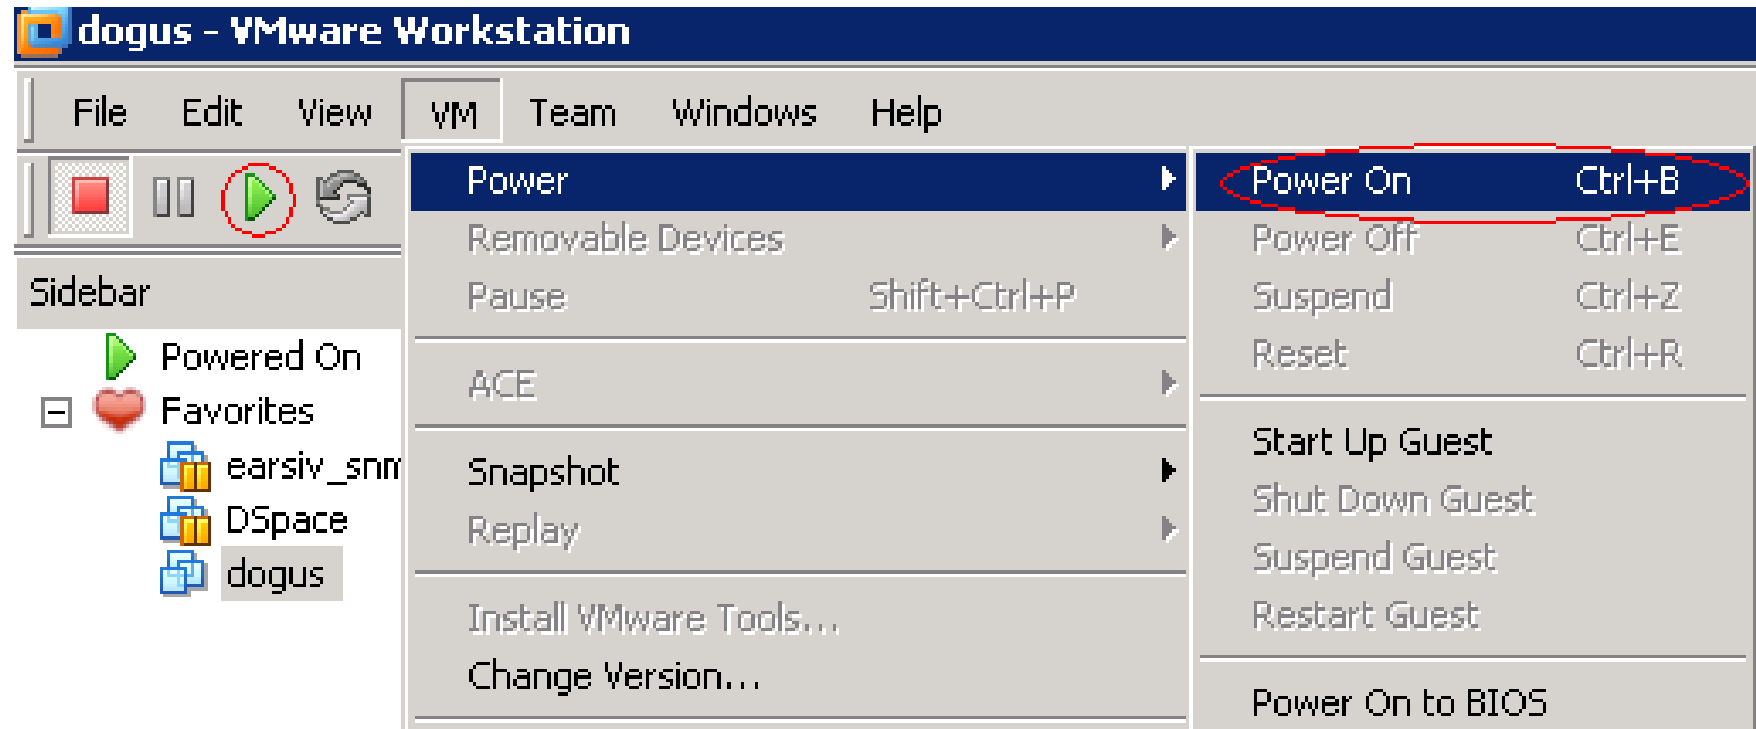 dogus - VMware Workstation
File Edit View VM Team Windows Help
Sidebar
Powered On
Favorites
earsiv_snm
DSpace
dogus
Power
Removable Devices
Pause Shift+Ctrl+P
ACE
Snapshot
Replay
Install VMware Tools...
Change Version...
Power On Ctrl+B
Power Off Ctrl+E
Suspend Ctrl+Z
Reset Ctrl+R
Start Up Guest
Shut Down Guest
Suspend Guest
Restart Guest
Power On to BIOS